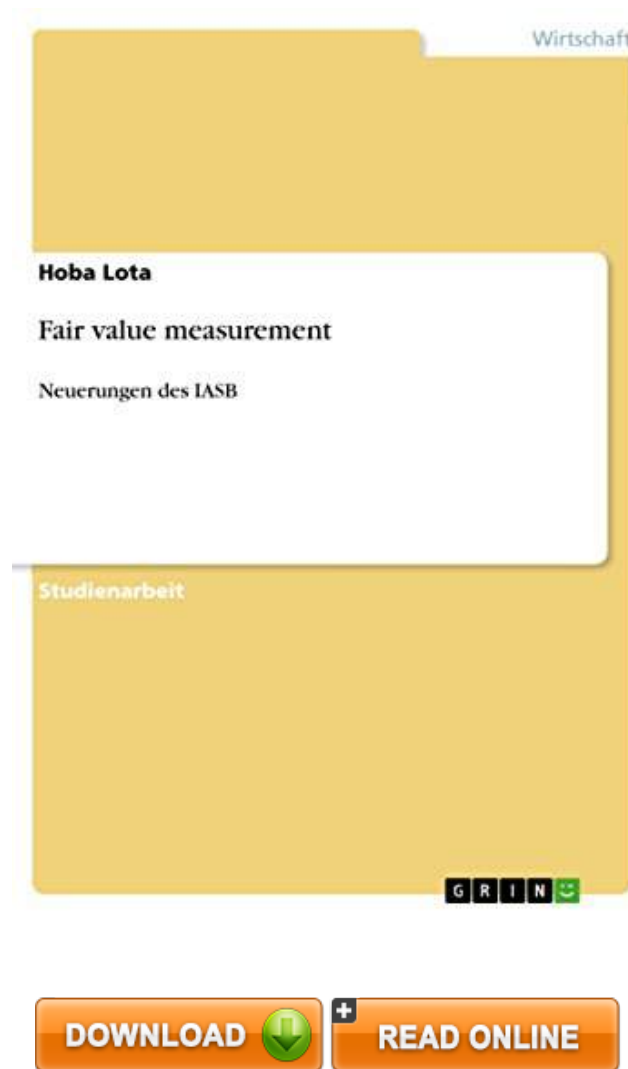 Wirtschaft
Hoba Lota
Fair value measurement
Neuerungen des IASB
Studienarbeit
GRIN
DOWNLOAD
READ ONLINE